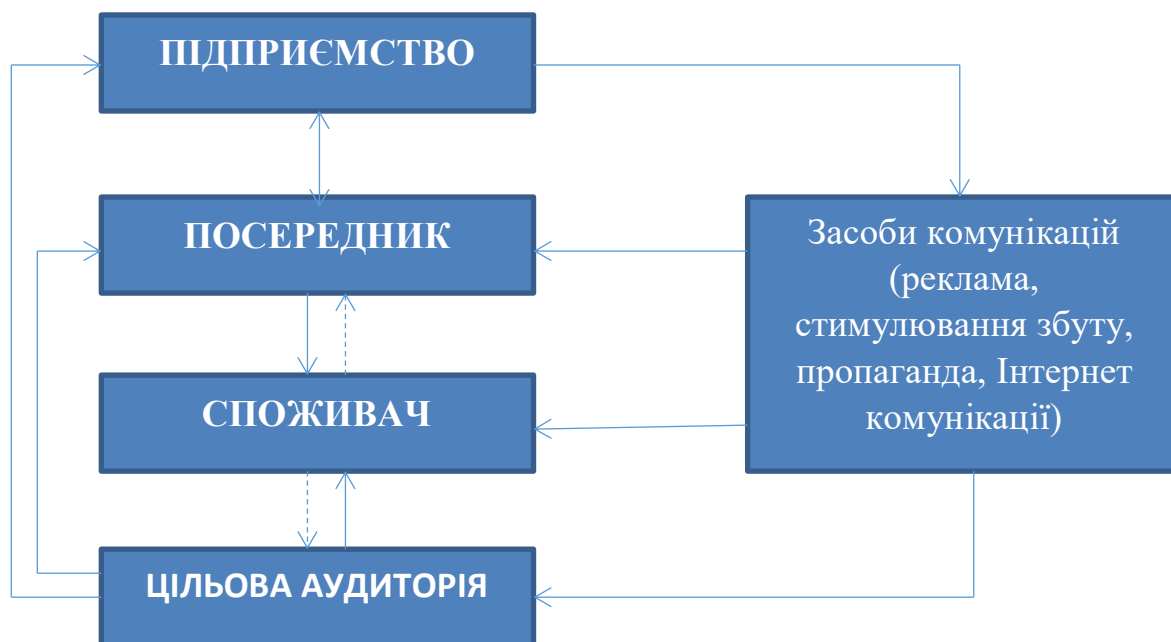 ПІДПРИЄМСТВО
ПОСЕРЕДНИК
Засоби комунікацій
(реклама,
стимулювання збуту,
пропаганда, Інтернет
комунікації)
СПОЖИВАЧ
ЦІЛЬОВА АУДИТОРІЯ